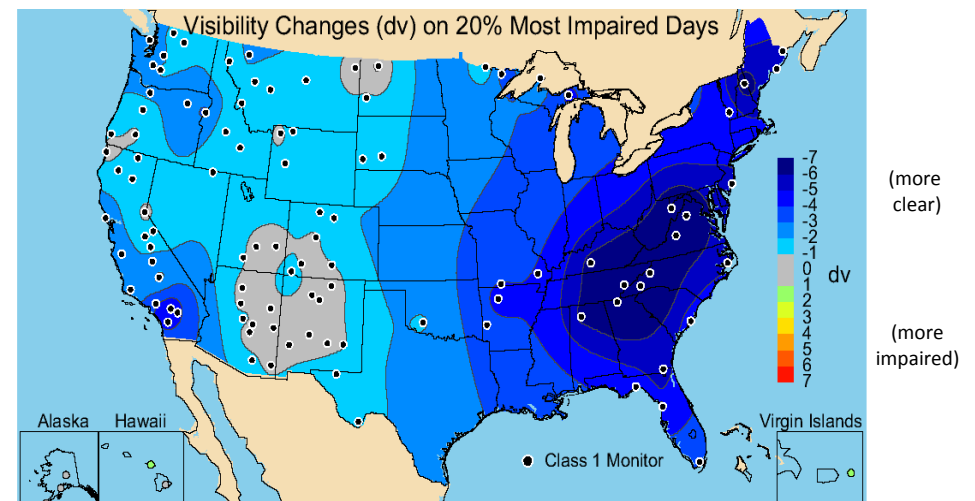 Visibility Changes (dv) on 20% Most Impaired Days
-7
-6
-5
-4
-3
-2
-1
0
1
2
3
4
5
6
7
dv
(more
clear)
(more
impaired)
Alaska
Hawaii
Class 1 Monitor
Virgin Islands